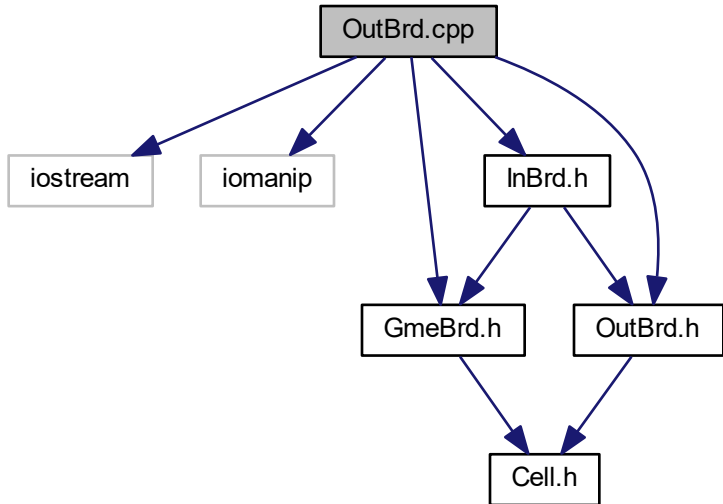 OutBrd.cpp
iostream
iomanip
InBrd.h
GmeBrd.h
OutBrd.h
Cell.h